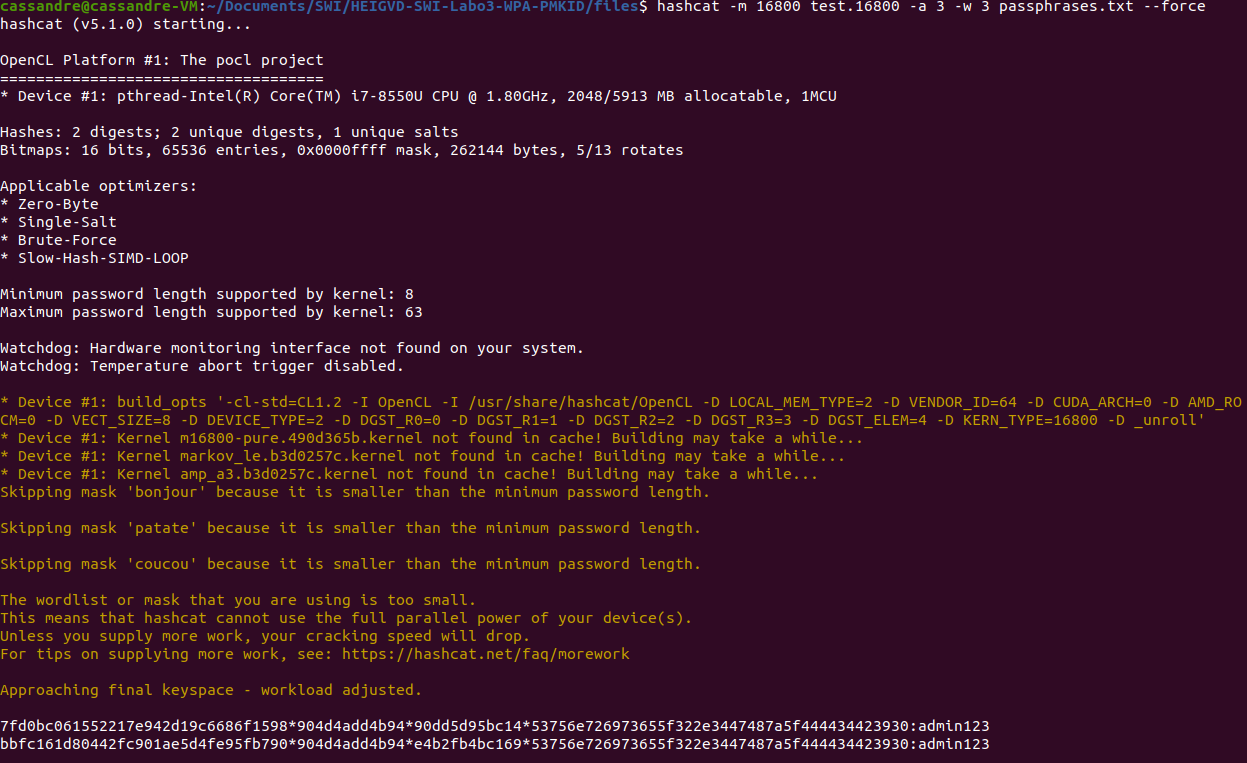 cassandre@cassandre-VM:~/Documents/SWI/HEIGVD-SWI-Labo3-WPA-PMKID/files$ hashcat -m 16800 test.16800 -a 3 -w 3 passphrases.txt --force
hashcat (v5.1.0) starting...
OpenCL Platform #1: The pocl project
====================================
* Device #1: pthread-Intel(R) Core(TM) i7-8550U CPU @ 1.80GHz, 2048/5913 MB allocatable, 1MCU
Hashes: 2 digests; 2 unique digests, 1 unique salts
Bitmaps: 16 bits, 65536 entries, 0x0000ffff mask, 262144 bytes, 5/13 rotates
Applicable optimizers:
* Zero-Byte
* Single-Salt
* Brute-Force
* Slow-Hash-SIMD-LOOP
Minimum password length supported by kernel: 8
Maximum password length supported by kernel: 63
Watchdog: Hardware monitoring interface not found on your system.
Watchdog: Temperature abort trigger disabled.
* Device #1: build_opts '-cl-std=CL1.2 -I OpenCL -I /usr/share/hashcat/OpenCL -D LOCAL_MEM_TYPE=2 -D VENDOR_ID=64 -D CUDA_ARCH=0 -D AMD_RO
CM=0 -D VECT_SIZE=8 -D DEVICE_TYPE=2 -D DGST_R0=0 -D DGST_R1=1 -D DGST_R2=2 -D DGST_R3=3 -D DGST_ELEM=4 -D KERN_TYPE=16800 -D _unroll'
* Device #1: Kernel m16800-pure.490d365b.kernel not found in cache! Building may take a while...
* Device #1: Kernel markov_le.b3d0257c.kernel not found in cache! Building may take a while...
* Device #1: Kernel amp_a3.b3d0257c.kernel not found in cache! Building may take a while...
Skipping mask 'bonjour' because it is smaller than the minimum password length.
Skipping mask 'patate' because it is smaller than the minimum password length.
Skipping mask 'coucou' because it is smaller than the minimum password length.
The wordlist or mask that you are using is too small.
This means that hashcat cannot use the full parallel power of your device(s).
Unless you supply more work, your cracking speed will drop.
For tips on supplying more work, see: https://hashcat.net/faq/morework
Approaching final keyspace - workload adjusted.
7fd0bc061552217e942d19c6686f1598*904d4add4b94*90dd5d95bc14*53756e726973655f322e3447487a5f444434423930:admin123
bbfc161d80442fc901ae5d4fe95fb790*904d4add4b94*e4b2fb4bc169*53756e726973655f322e3447487a5f444434423930:admin123